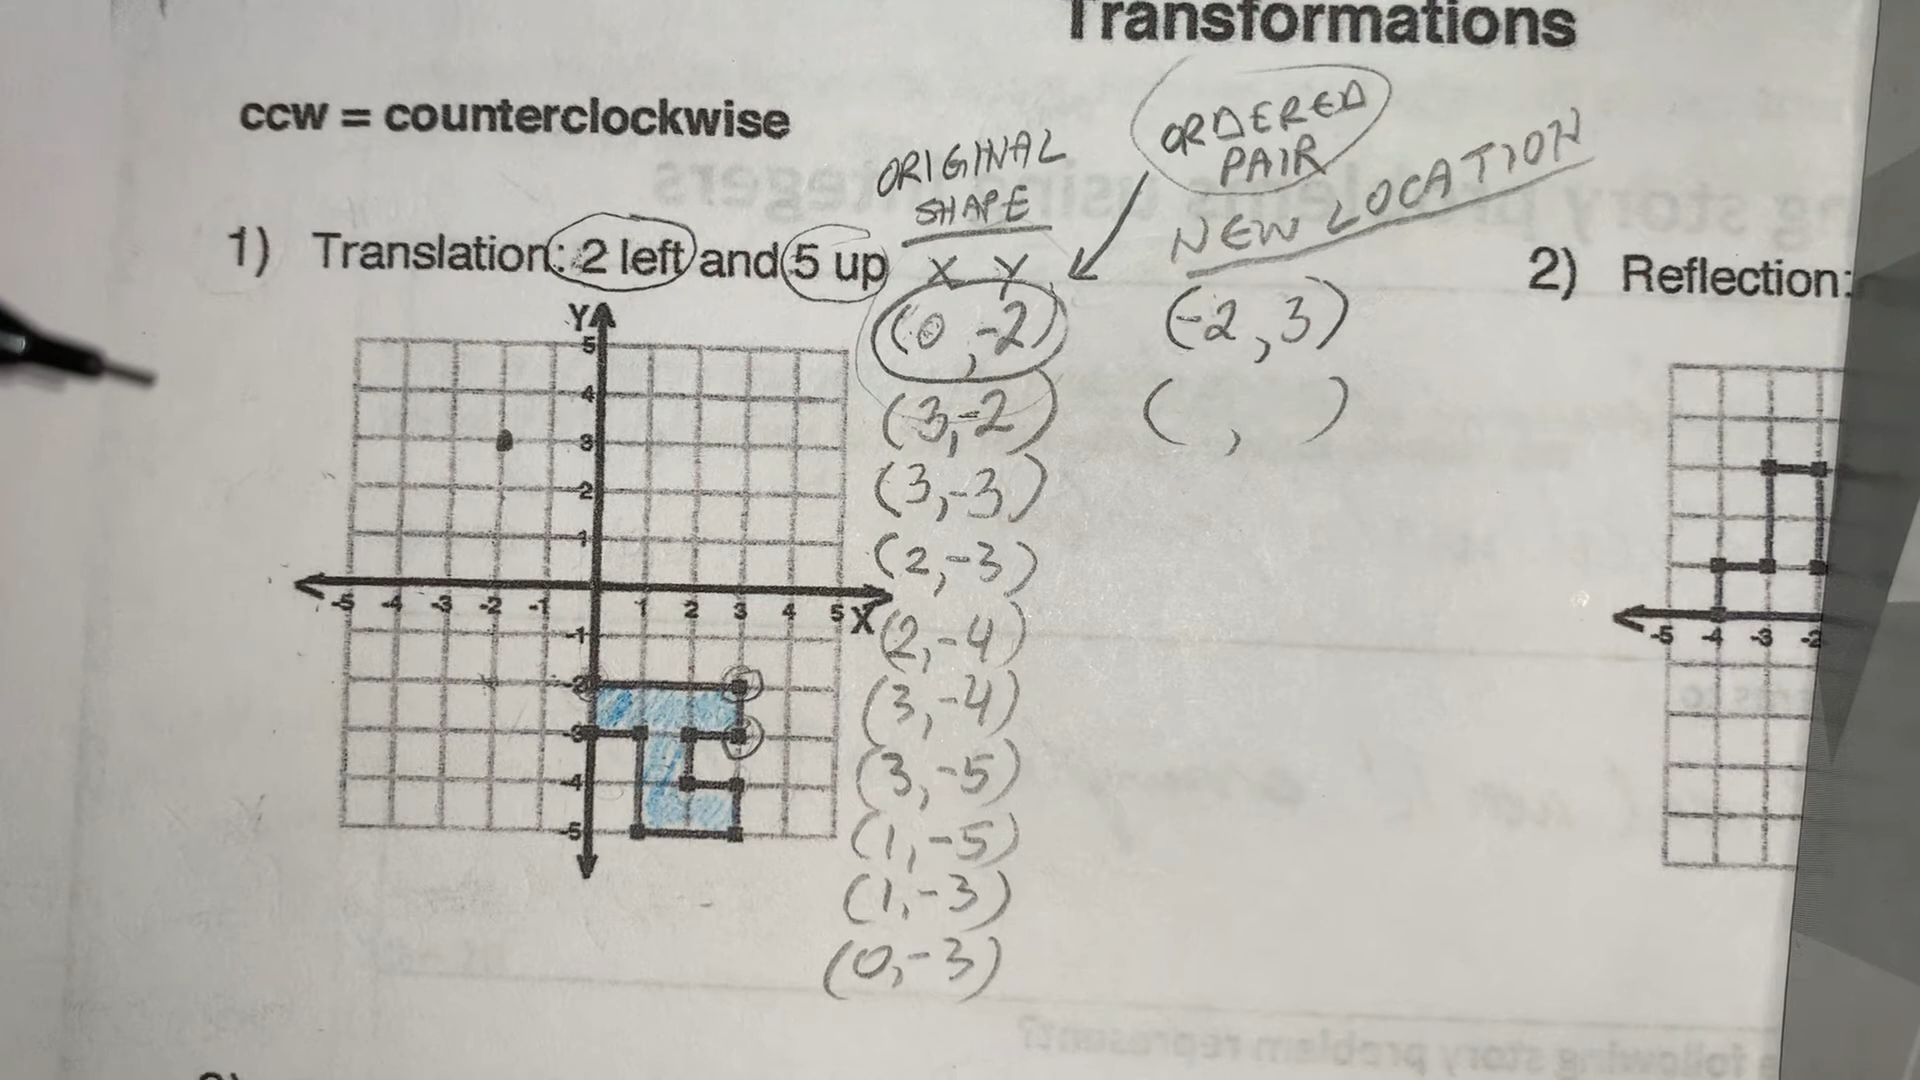 Transformations
ccw = counterclockwise
ORIGINAL
SHAPE
ORDERED
PAIR
NEW LOCATION
1) Translation: 2 left and 5 up
X Y
(0, -2) (-2, 3)
(3, -2) ( , )
(3, -3)
(2, -3)
(2, -4)
(3, -4)
(3, -5)
(1, -5)
(1, -3)
(0, -3)
Y
5
4
3
2
1
-5 -4 -3 -2 -1 1 2 3 4 5 X
-1
-2
-3
-4
-5
2) Reflection:
-5 -4 -3 -2